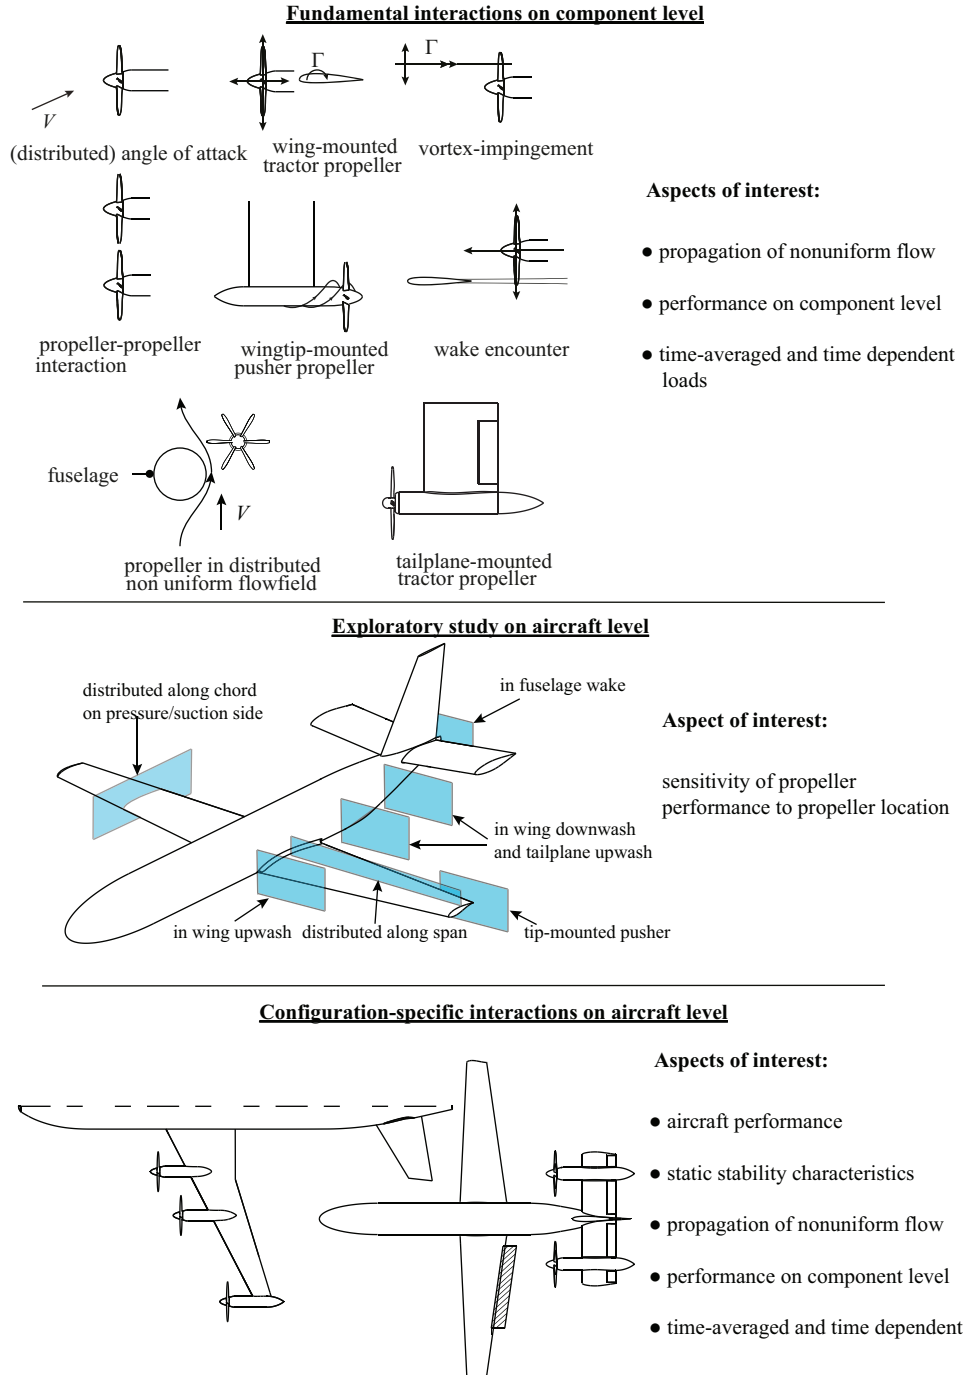 Fundamental interactions on component level
V
(distributed) angle of attack
Γ
wing-mounted
tractor propeller
Γ
vortex-impingement
propeller-propeller
interaction
wingtip-mounted
pusher propeller
wake encounter
fuselage
V
propeller in distributed
non uniform flowfield
tailplane-mounted
tractor propeller
Aspects of interest:
● propagation of nonuniform flow
● performance on component level
● time-averaged and time dependent
loads
Exploratory study on aircraft level
distributed along chord
on pressure/suction side
in fuselage wake
in wing downwash
and tailplane upwash
in wing upwash
distributed along span
tip-mounted pusher
Aspect of interest:
sensitivity of propeller
performance to propeller location
Configuration-specific interactions on aircraft level
Aspects of interest:
● aircraft performance
● static stability characteristics
● propagation of nonuniform flow
● performance on component level
● time-averaged and time dependent